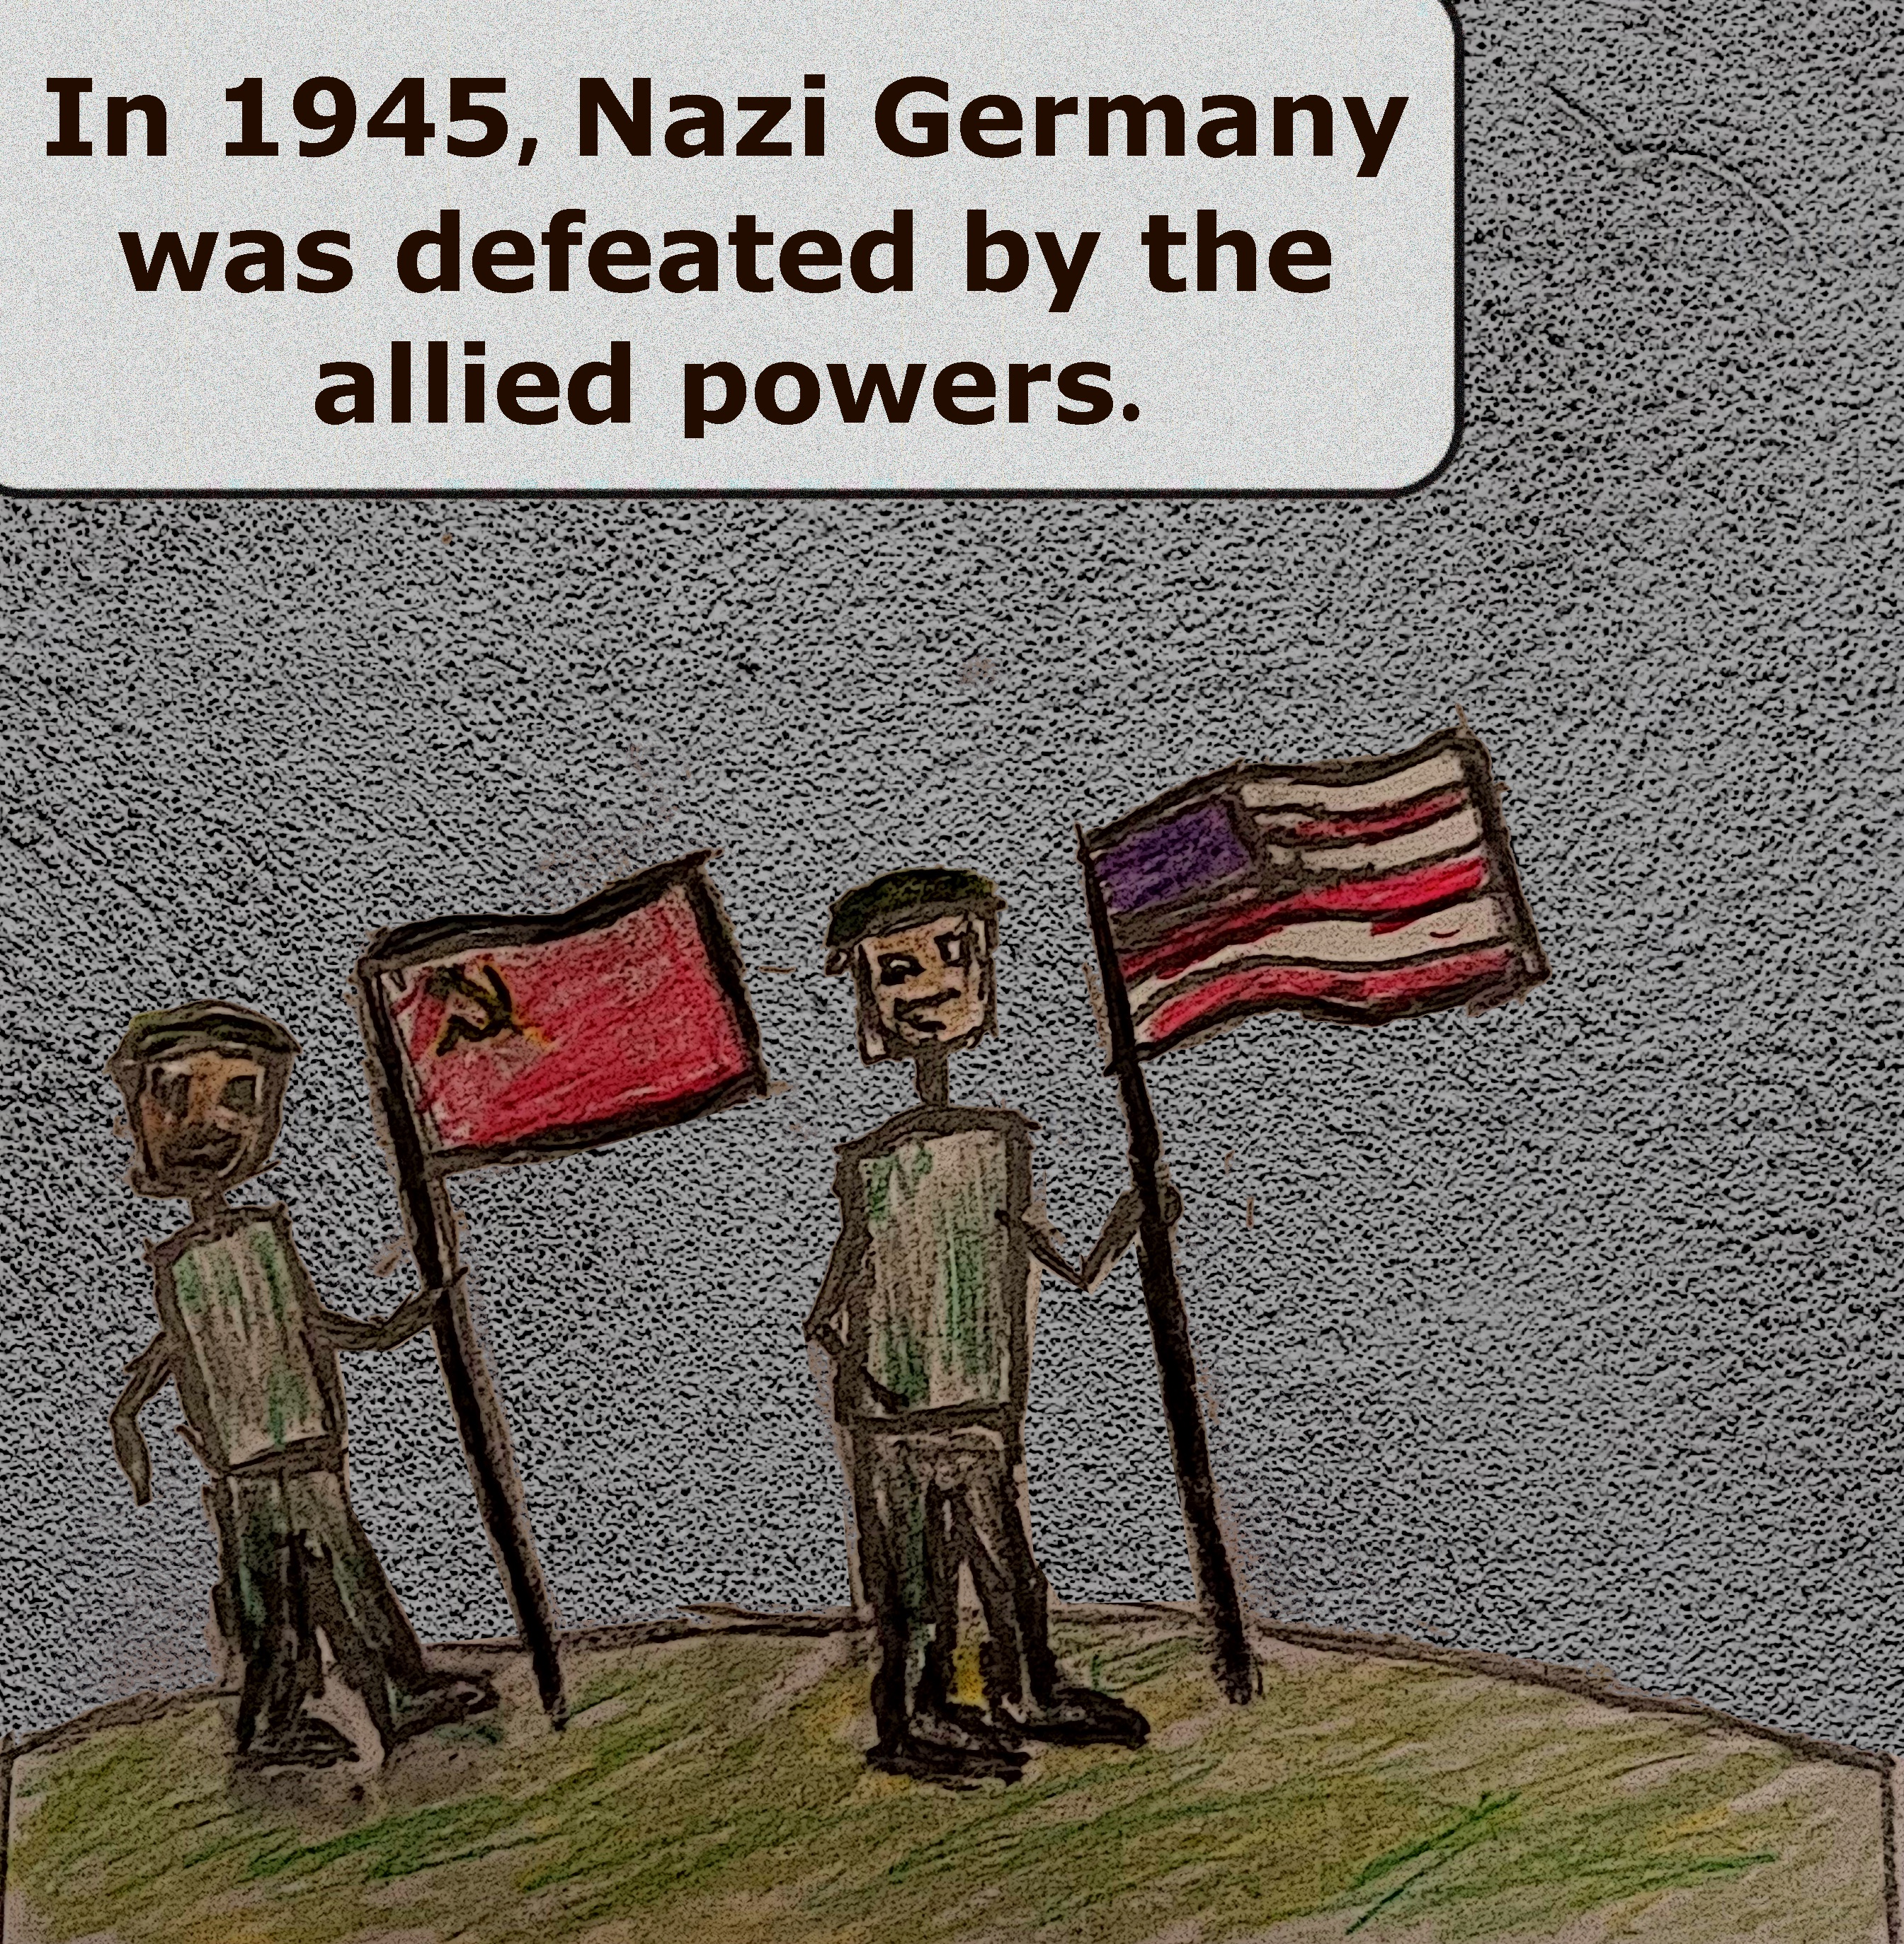 In 1945, Nazi Germany
was defeated by the
allied powers.